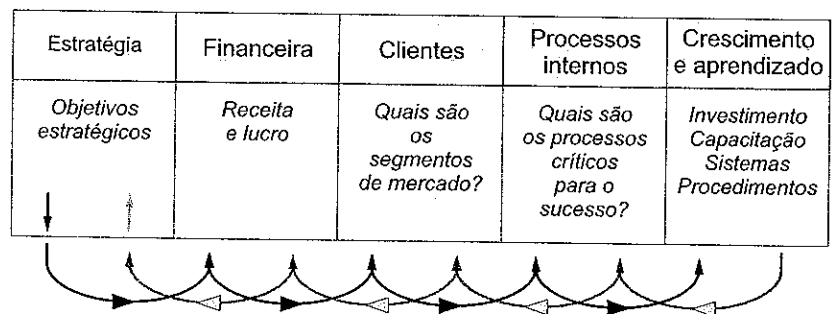 Estratégia
Financeira
Clientes
Processos
internos
Crescimento
e aprendizado
Objetivos
estratégicos
Receita
e lucro
Quais são
os
segmentos
de mercado?
Quais são
os processos
críticos
para o
sucesso?
Investimento
Capacitação
Sistemas
Procedimentos